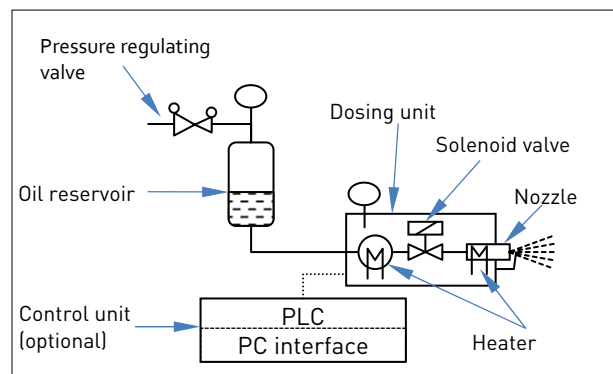 Pressure regulating
valve
Dosing unit
Solenoid valve
Nozzle
Oil reservoir
Control unit
(optional)
PLC
PC interface
Heater